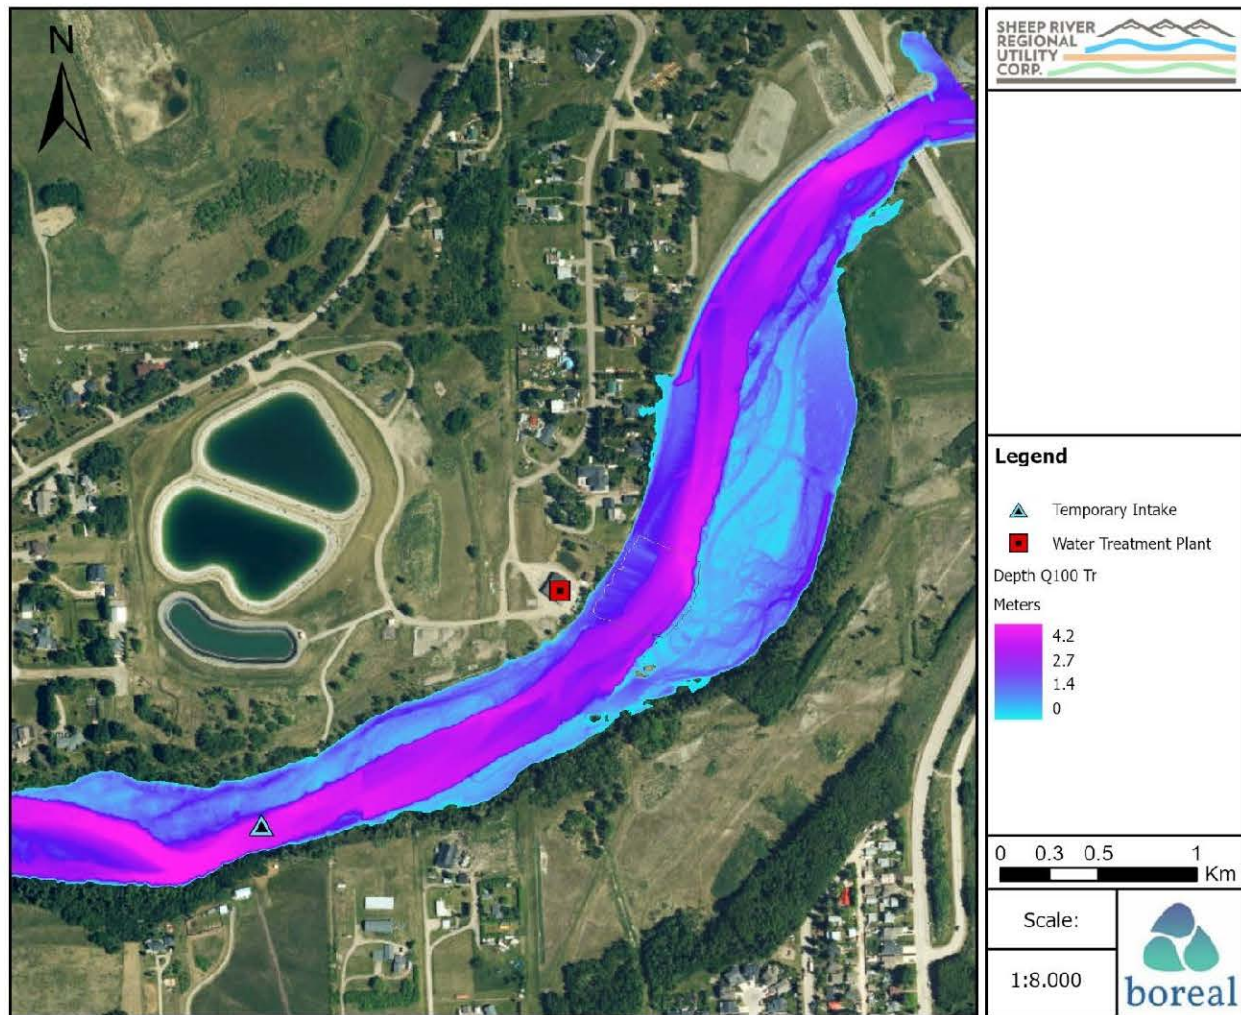 N
SHEEP RIVER
REGIONAL
UTILITY
CORP.
Legend
Temporary Intake
Water Treatment Plant
Depth Q100 Tr
Meters
4.2
2.7
1.4
0
0 0.3 0.5 1
Km
Scale:
1:8.000
boreal